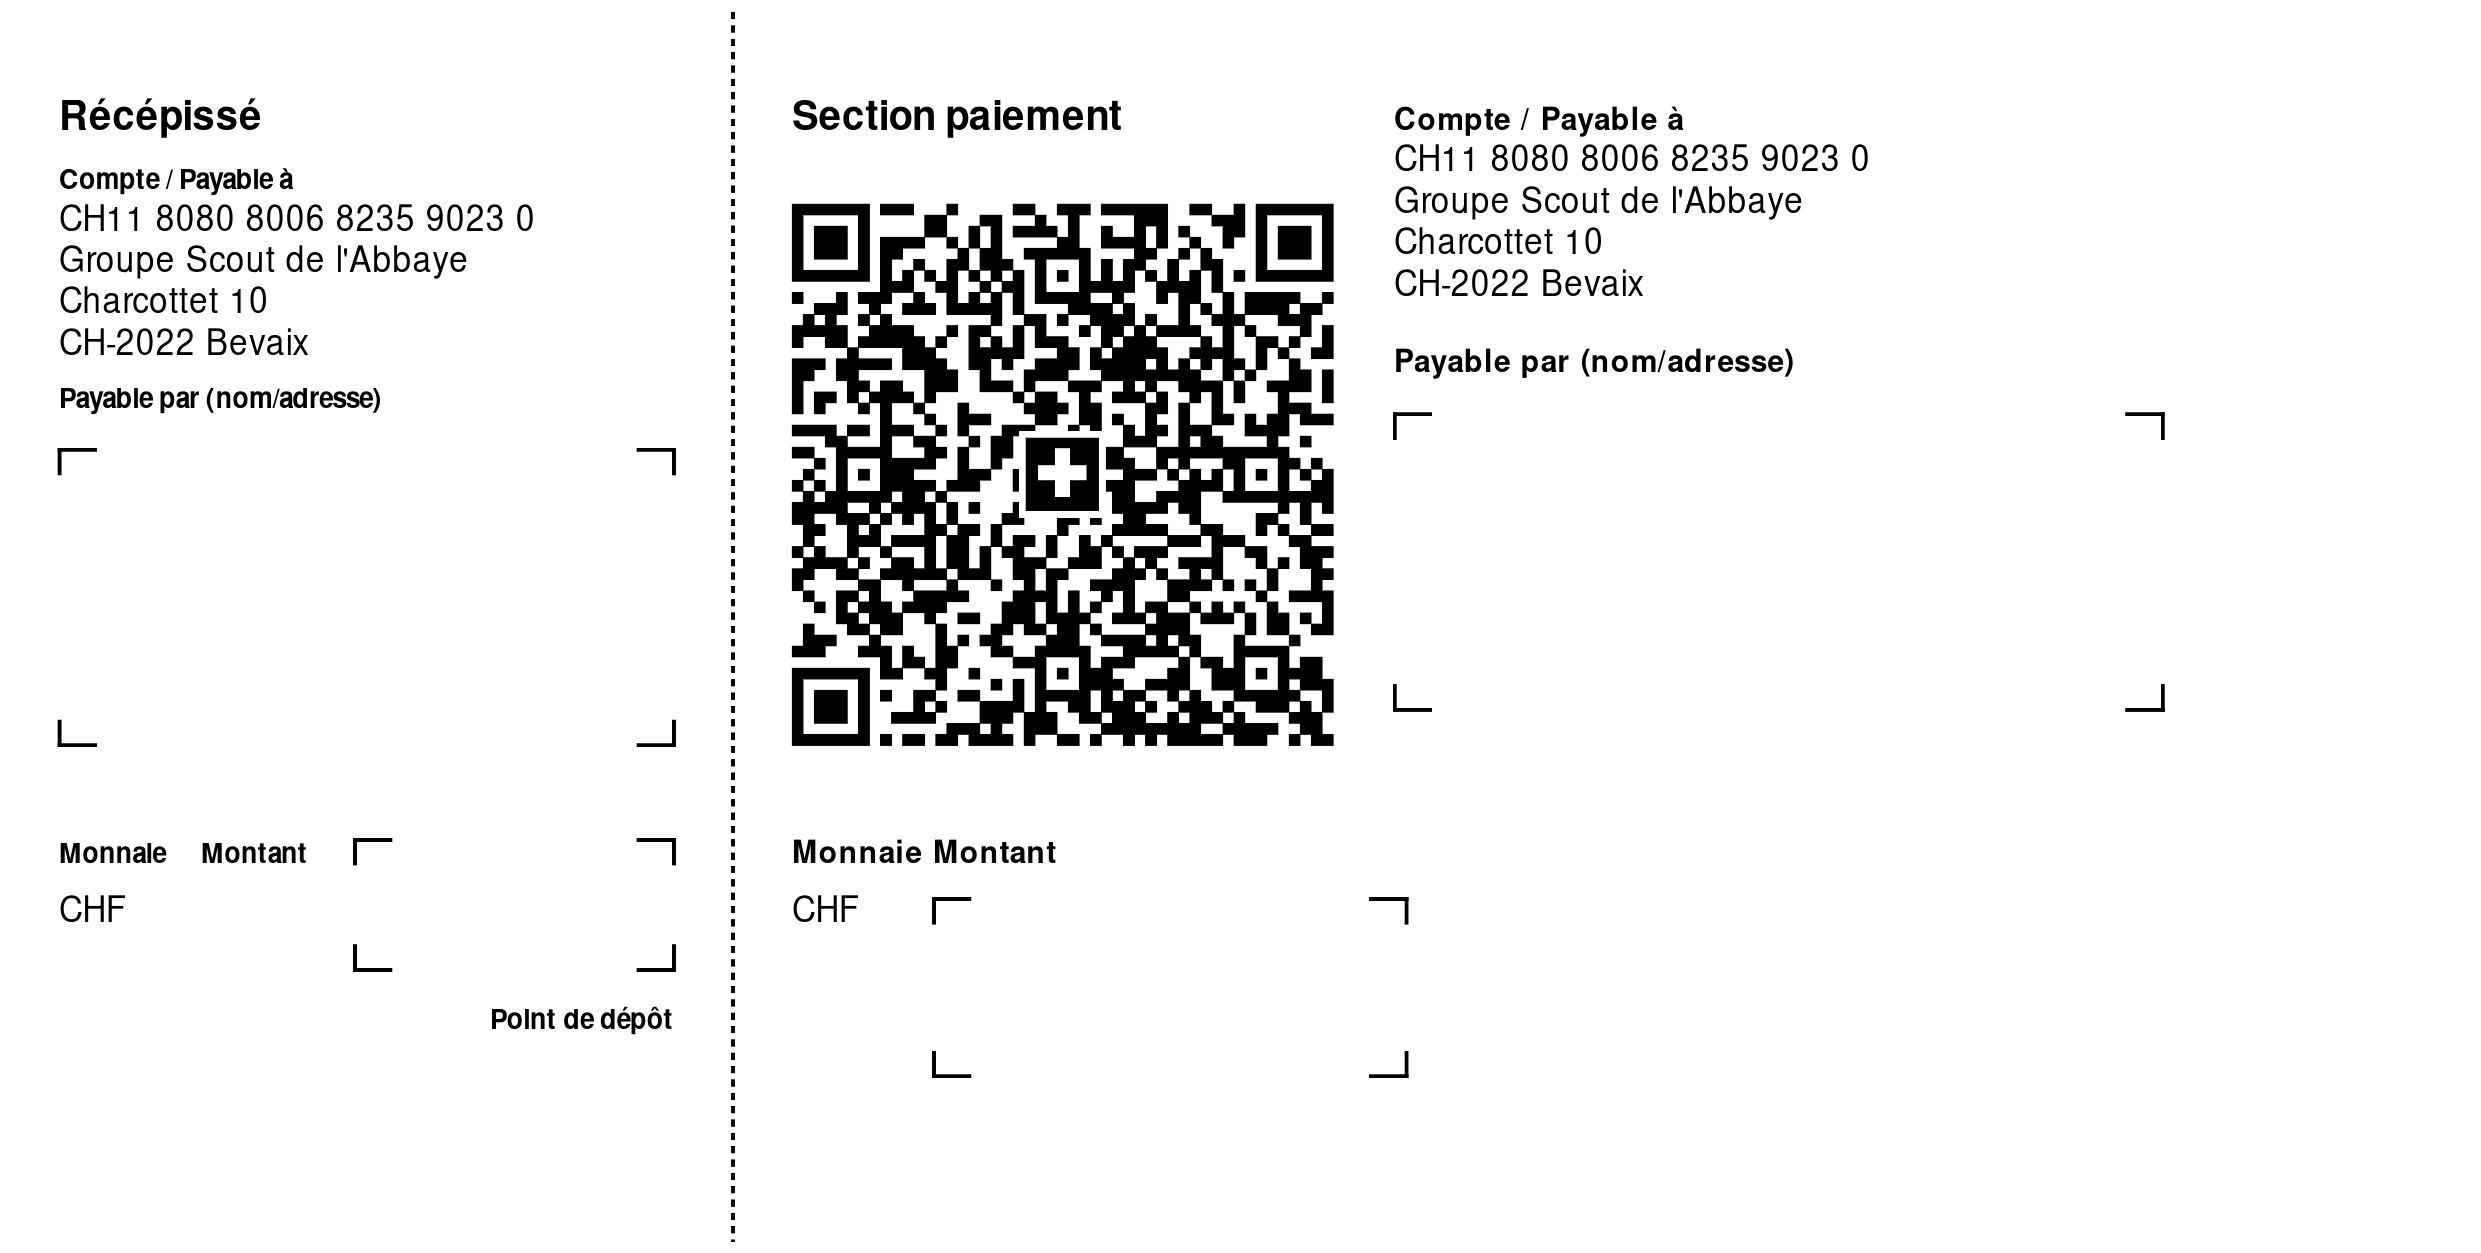 Récépissé
Compte / Payable à
CH11 8080 8006 8235 9023 0
Groupe Scout de l'Abbaye
Charcottet 10
CH-2022 Bevaix
Payable par (nom/adresse)
Monnaie Montant
CHF
Point de dépôt
Section paiement
Monnaie Montant
CHF
Compte / Payable à
CH11 8080 8006 8235 9023 0
Groupe Scout de l'Abbaye
Charcottet 10
CH-2022 Bevaix
Payable par (nom/adresse)